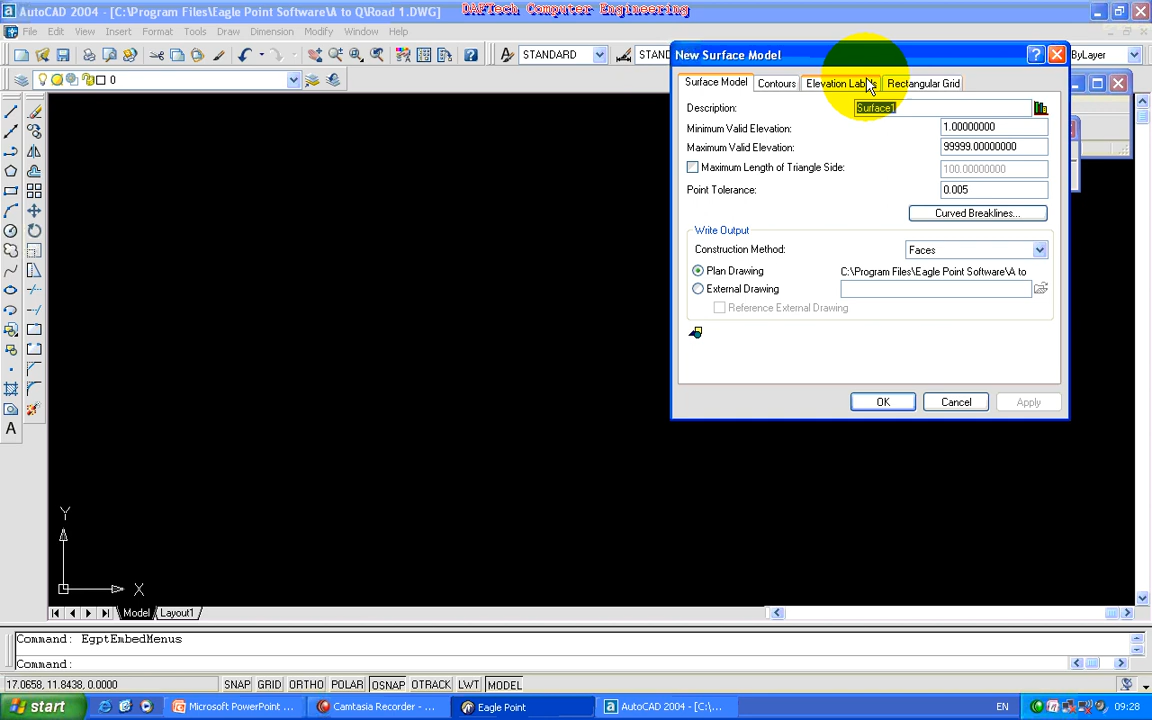 AutoCAD 2004 - [C:\Program Files\Eagle Point Software\A to Q\Road 1.DWG]
DAFTech Computer Engineering
File Edit View Insert Format Tools Draw Dimension Modify Window Help
STANDARD
STAND
ByLayer
0
New Surface Model
Surface Model Contours Elevation Labels Rectangular Grid
Description: Surface1
Minimum Valid Elevation: 1.00000000
Maximum Valid Elevation: 99999.00000000
Maximum Length of Triangle Side: 100.00000000
Point Tolerance: 0.005
Curved Breaklines...
Write Output
Construction Method: Faces
Plan Drawing C:\Program Files\Eagle Point Software\A to
External Drawing
Reference External Drawing
OK Cancel Apply
A
Y
X
Model Layout1
Command: EgptEmbedMenus
Command:
17.0658, 11.8438, 0.0000 SNAP GRID ORTHO POLAR OSNAP OTRACK LWT MODEL
start Microsoft PowerPoint ... Camtasia Recorder - ... Eagle Point AutoCAD 2004 - [C:\... EN 09:28